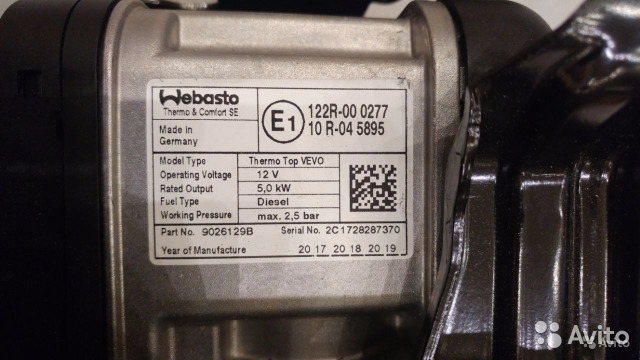 Webasto
Thermo & Comfort SE
Made in
Germany
E1
122R-00 0277
10 R-04 5895
Model Type Thermo Top VEVO
Operating Voltage 12 V
Rated Output 5,0 kW
Fuel Type Diesel
Working Pressure max. 2,5 bar
Part No. 9026129B Serial No. 2C1728287370
Year of Manufacture 20 17 20 18 20 19
Avito